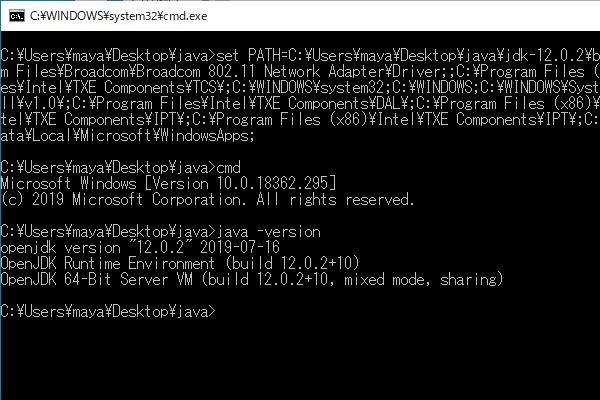 C:¥WINDOWS¥system32¥cmd.exe
C:¥Users¥maya¥Desktop¥java>set PATH=C:¥Users¥maya¥Desktop¥java¥jdk-12.0.2¥b
m Files¥Broadcom¥Broadcom 802.11 Network Adapter¥Driver;;C:¥Program Files (
es¥Intel¥TXE Components¥TCS¥;C:¥WINDOWS¥system32;C:¥WINDOWS;C:¥WINDOWS¥Syst
ll¥v1.0¥;C:¥Program Files¥Intel¥TXE Components¥DAL¥;C:¥Program Files (x86)¥
tel¥TXE Components¥IPT¥;C:¥Program Files (x86)¥Intel¥TXE Components¥IPT¥;C:
ata¥Local¥Microsoft¥WindowsApps;
C:¥Users¥maya¥Desktop¥java>cmd
Microsoft Windows [Version 10.0.18362.295]
(c) 2019 Microsoft Corporation. All rights reserved.
C:¥Users¥maya¥Desktop¥java>java -version
openjdk version "12.0.2" 2019-07-16
OpenJDK Runtime Environment (build 12.0.2+10)
OpenJDK 64-Bit Server VM (build 12.0.2+10, mixed mode, sharing)
C:¥Users¥maya¥Desktop¥java>